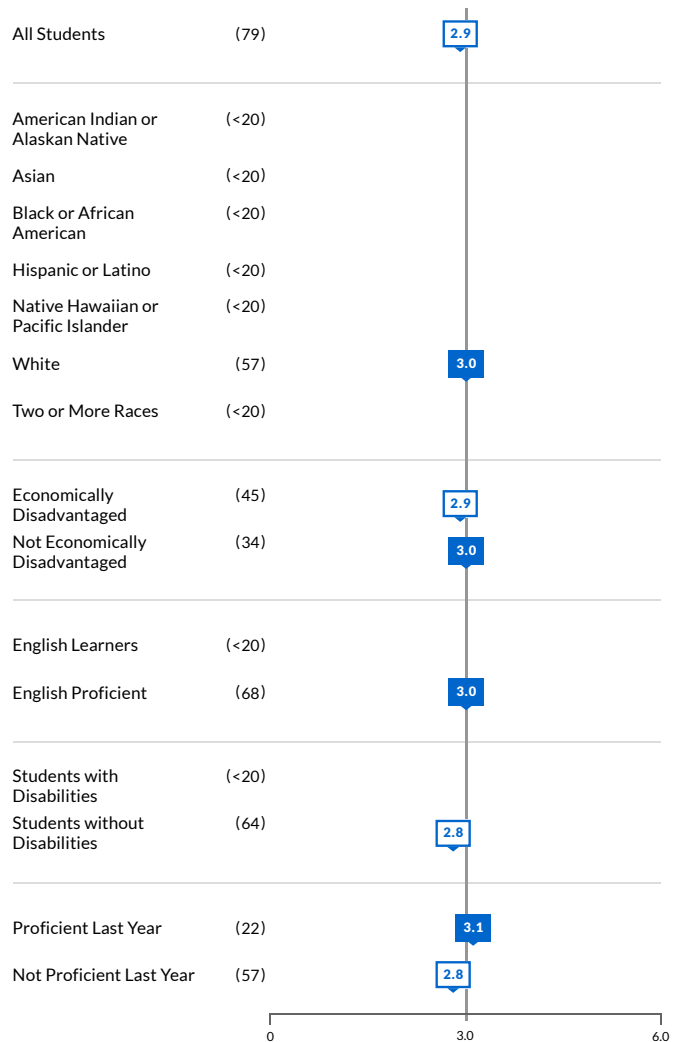 All Students (79) 2.9
American Indian or (<20)
Alaskan Native
Asian (<20)
Black or African (<20)
American
Hispanic or Latino (<20)
Native Hawaiian or (<20)
Pacific Islander
White (57) 3.0
Two or More Races (<20)
Economically (45) 2.9
Disadvantaged
Not Economically (34) 3.0
Disadvantaged
English Learners (<20)
English Proficient (68) 3.0
Students with (<20)
Disabilities
Students without (64) 2.8
Disabilities
Proficient Last Year (22) 3.1
Not Proficient Last Year (57) 2.8
0 3.0 6.0